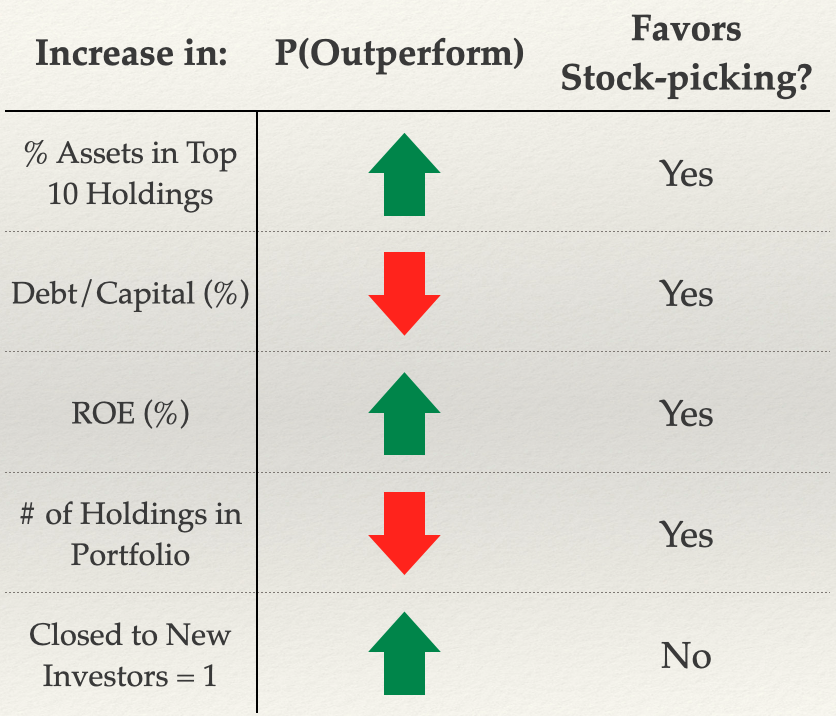 Increase in:
P(Outperform)
Favors
Stock-picking?
% Assets in Top
10 Holdings
Yes
Debt/Capital (%)
Yes
ROE (%)
Yes
# of Holdings in
Portfolio
Yes
Closed to New
Investors = 1
No